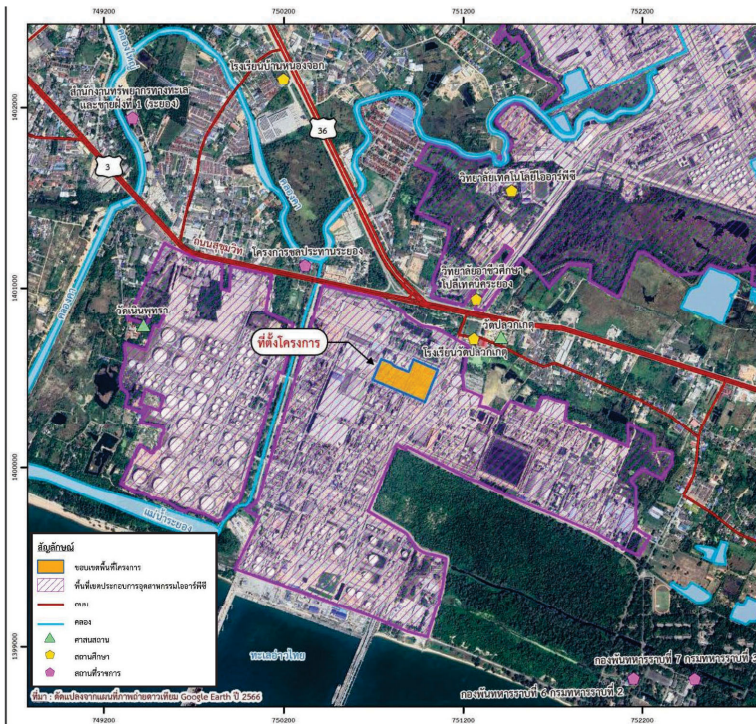 749200
750200
751200
752200
1402000
1401000
1400000
1399000
โรงเรียนบ้านหนองจอก
สำนักงานทรัพยากรทางทะเล
และชายฝั่งที่ 1 (ระยอง)
36
3
วิทยาลัยเทคโนโลยีไออาร์พีซี
ถนนสุขุมวิท
โครงการชลประทานระยอง
วิทยาลัยอาชีวศึกษา
โปลีเทคนิคระยอง
วัดเนินพุทรา
วัดปลวกเกตุ
โรงเรียนวัดปลวกเกตุ
ที่ตั้งโครงการ
แม่น้ำระยอง
สัญลักษณ์
ขอบเขตพื้นที่โครงการ
พื้นที่เขตประกอบการอุตสาหกรรมไออาร์พีซี
ถนน
คลอง
ศาสนสถาน
สถานศึกษา
สถานที่ราชการ
ทะเลอ่าวไทย
กองพันทหารราบที่ 7 กรมทหารราบที่ 3
กองพันทหารราบที่ 6 กรมทหารราบที่ 2
ที่มา : ดัดแปลงจากแผนที่ภาพถ่ายดาวเทียม Google Earth ปี 2566